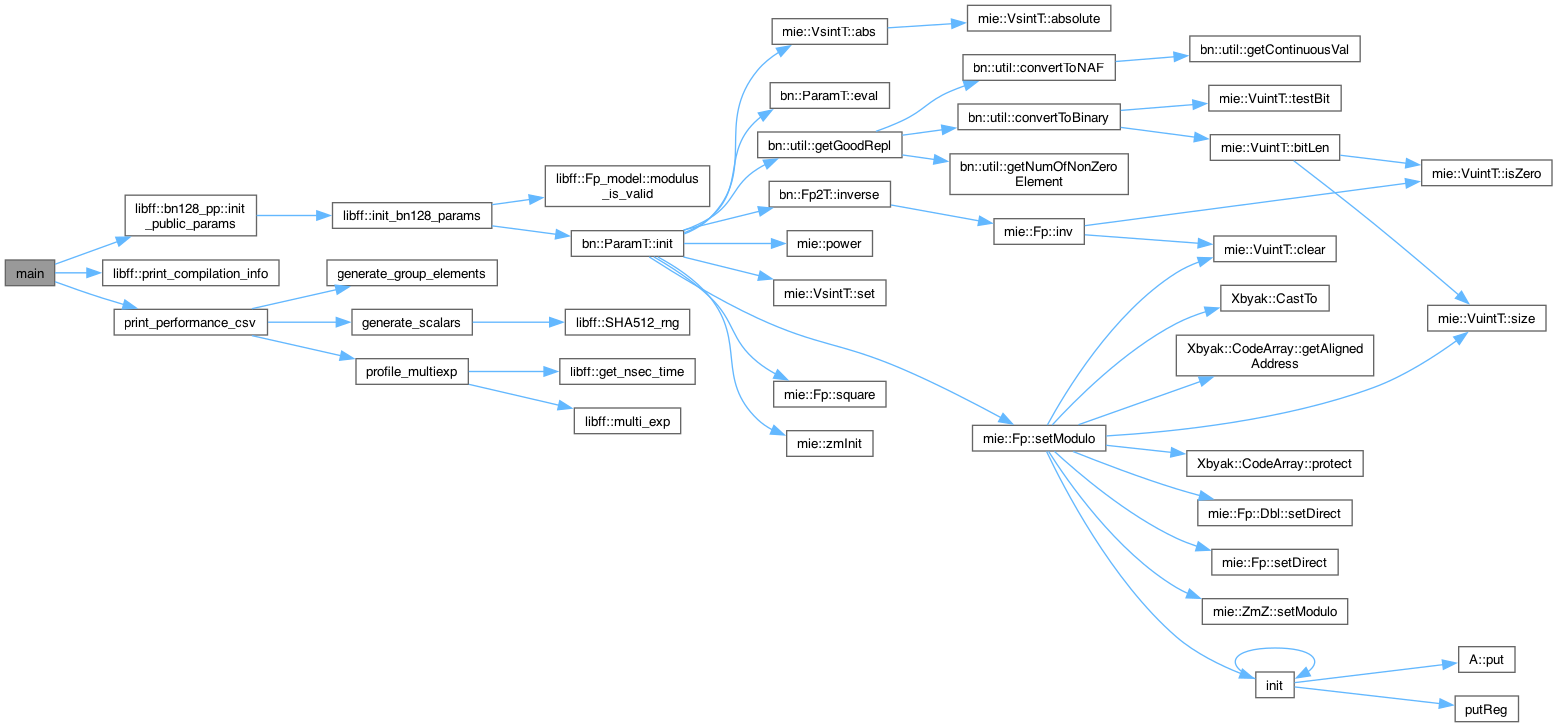 main
libff::bn128_pp::init
_public_params
libff::print_compilation_info
print_performance_csv
libff::init_bn128_params
generate_group_elements
generate_scalars
profile_multiexp
libff::Fp_model::modulus
_is_valid
bn::ParamT::init
libff::SHA512_rng
libff::get_nsec_time
libff::multi_exp
mie::VsintT::abs
bn::ParamT::eval
bn::util::getGoodRepl
bn::Fp2T::inverse
mie::power
mie::VsintT::set
mie::Fp::square
mie::zmInit
mie::VsintT::absolute
bn::util::convertToNAF
bn::util::convertToBinary
bn::util::getNumOfNonZero
Element
mie::Fp::inv
mie::Fp::setModulo
bn::util::getContinuousVal
mie::VuintT::testBit
mie::VuintT::bitLen
mie::VuintT::clear
Xbyak::CastTo
Xbyak::CodeArray::getAligned
Address
Xbyak::CodeArray::protect
mie::Fp::Dbl::setDirect
mie::Fp::setDirect
mie::ZmZ::setModulo
init
mie::VuintT::isZero
mie::VuintT::size
A::put
putReg